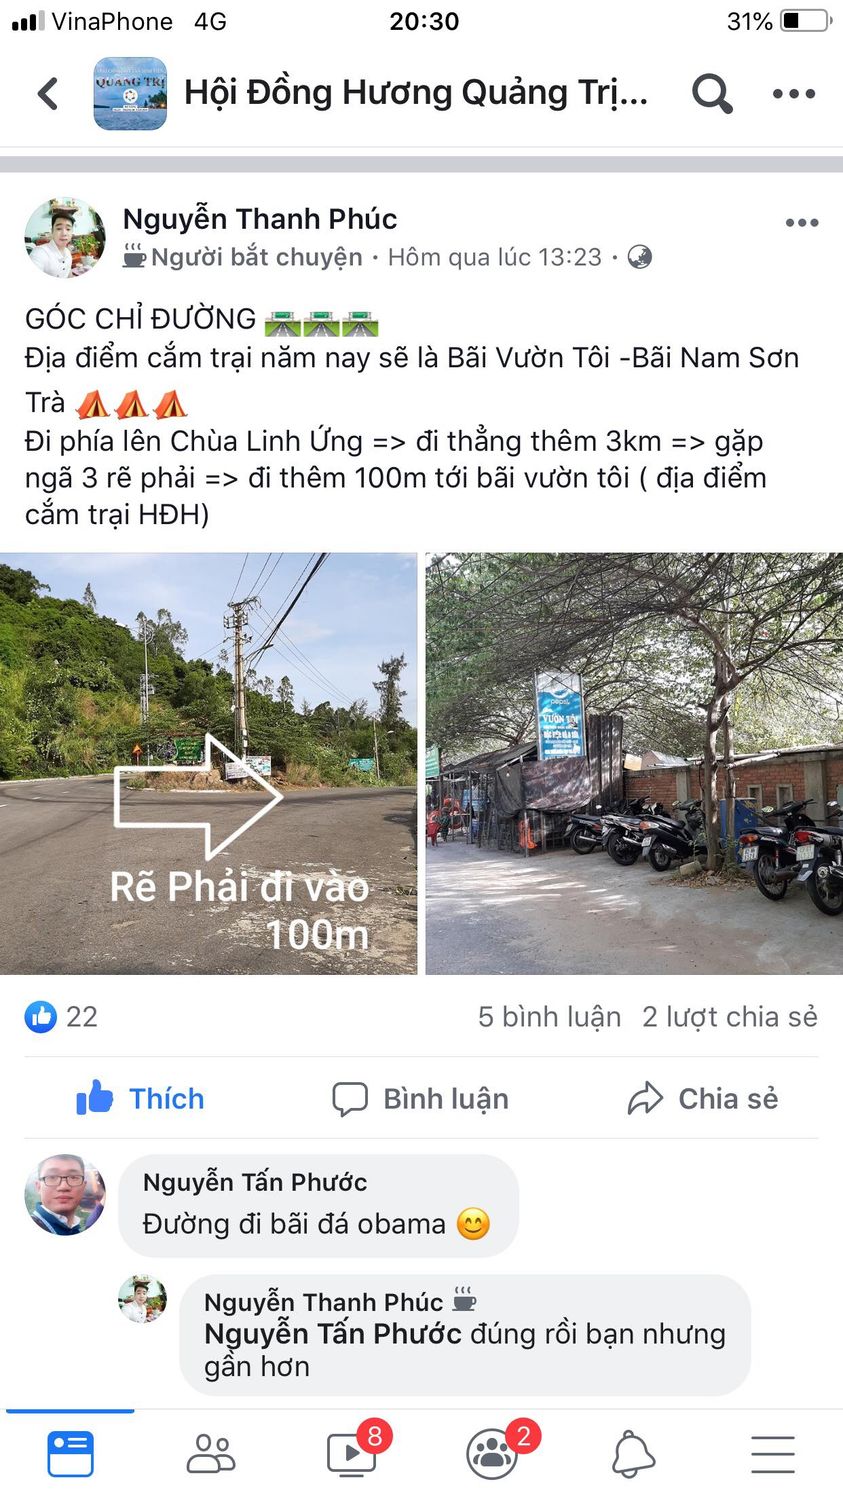 VinaPhone 4G 20:30 31%
QUẢNG TRỊ
Hội Đồng Hương Quảng Trị...
Nguyễn Thanh Phúc
Người bắt chuyện · Hôm qua lúc 13:23 ·
GÓC CHỈ ĐƯỜNG
Địa điểm cắm trại năm nay sẽ là Bãi Vườn Tôi -Bãi Nam Sơn
Trà
Đi phía lên Chùa Linh Ứng => đi thẳng thêm 3km => gặp
ngã 3 rẽ phải => đi thêm 100m tới bãi vườn tôi ( địa điểm
cắm trại HĐH)
Rẽ Phải đi vào
100m
pepsi
VƯỜN TÔI
22
5 bình luận 2 lượt chia sẻ
Thích Bình luận Chia sẻ
Nguyễn Tấn Phước
Đường đi bãi đá obama
Nguyễn Thanh Phúc
Nguyễn Tấn Phước đúng rồi bạn nhưng
gần hơn
8 2